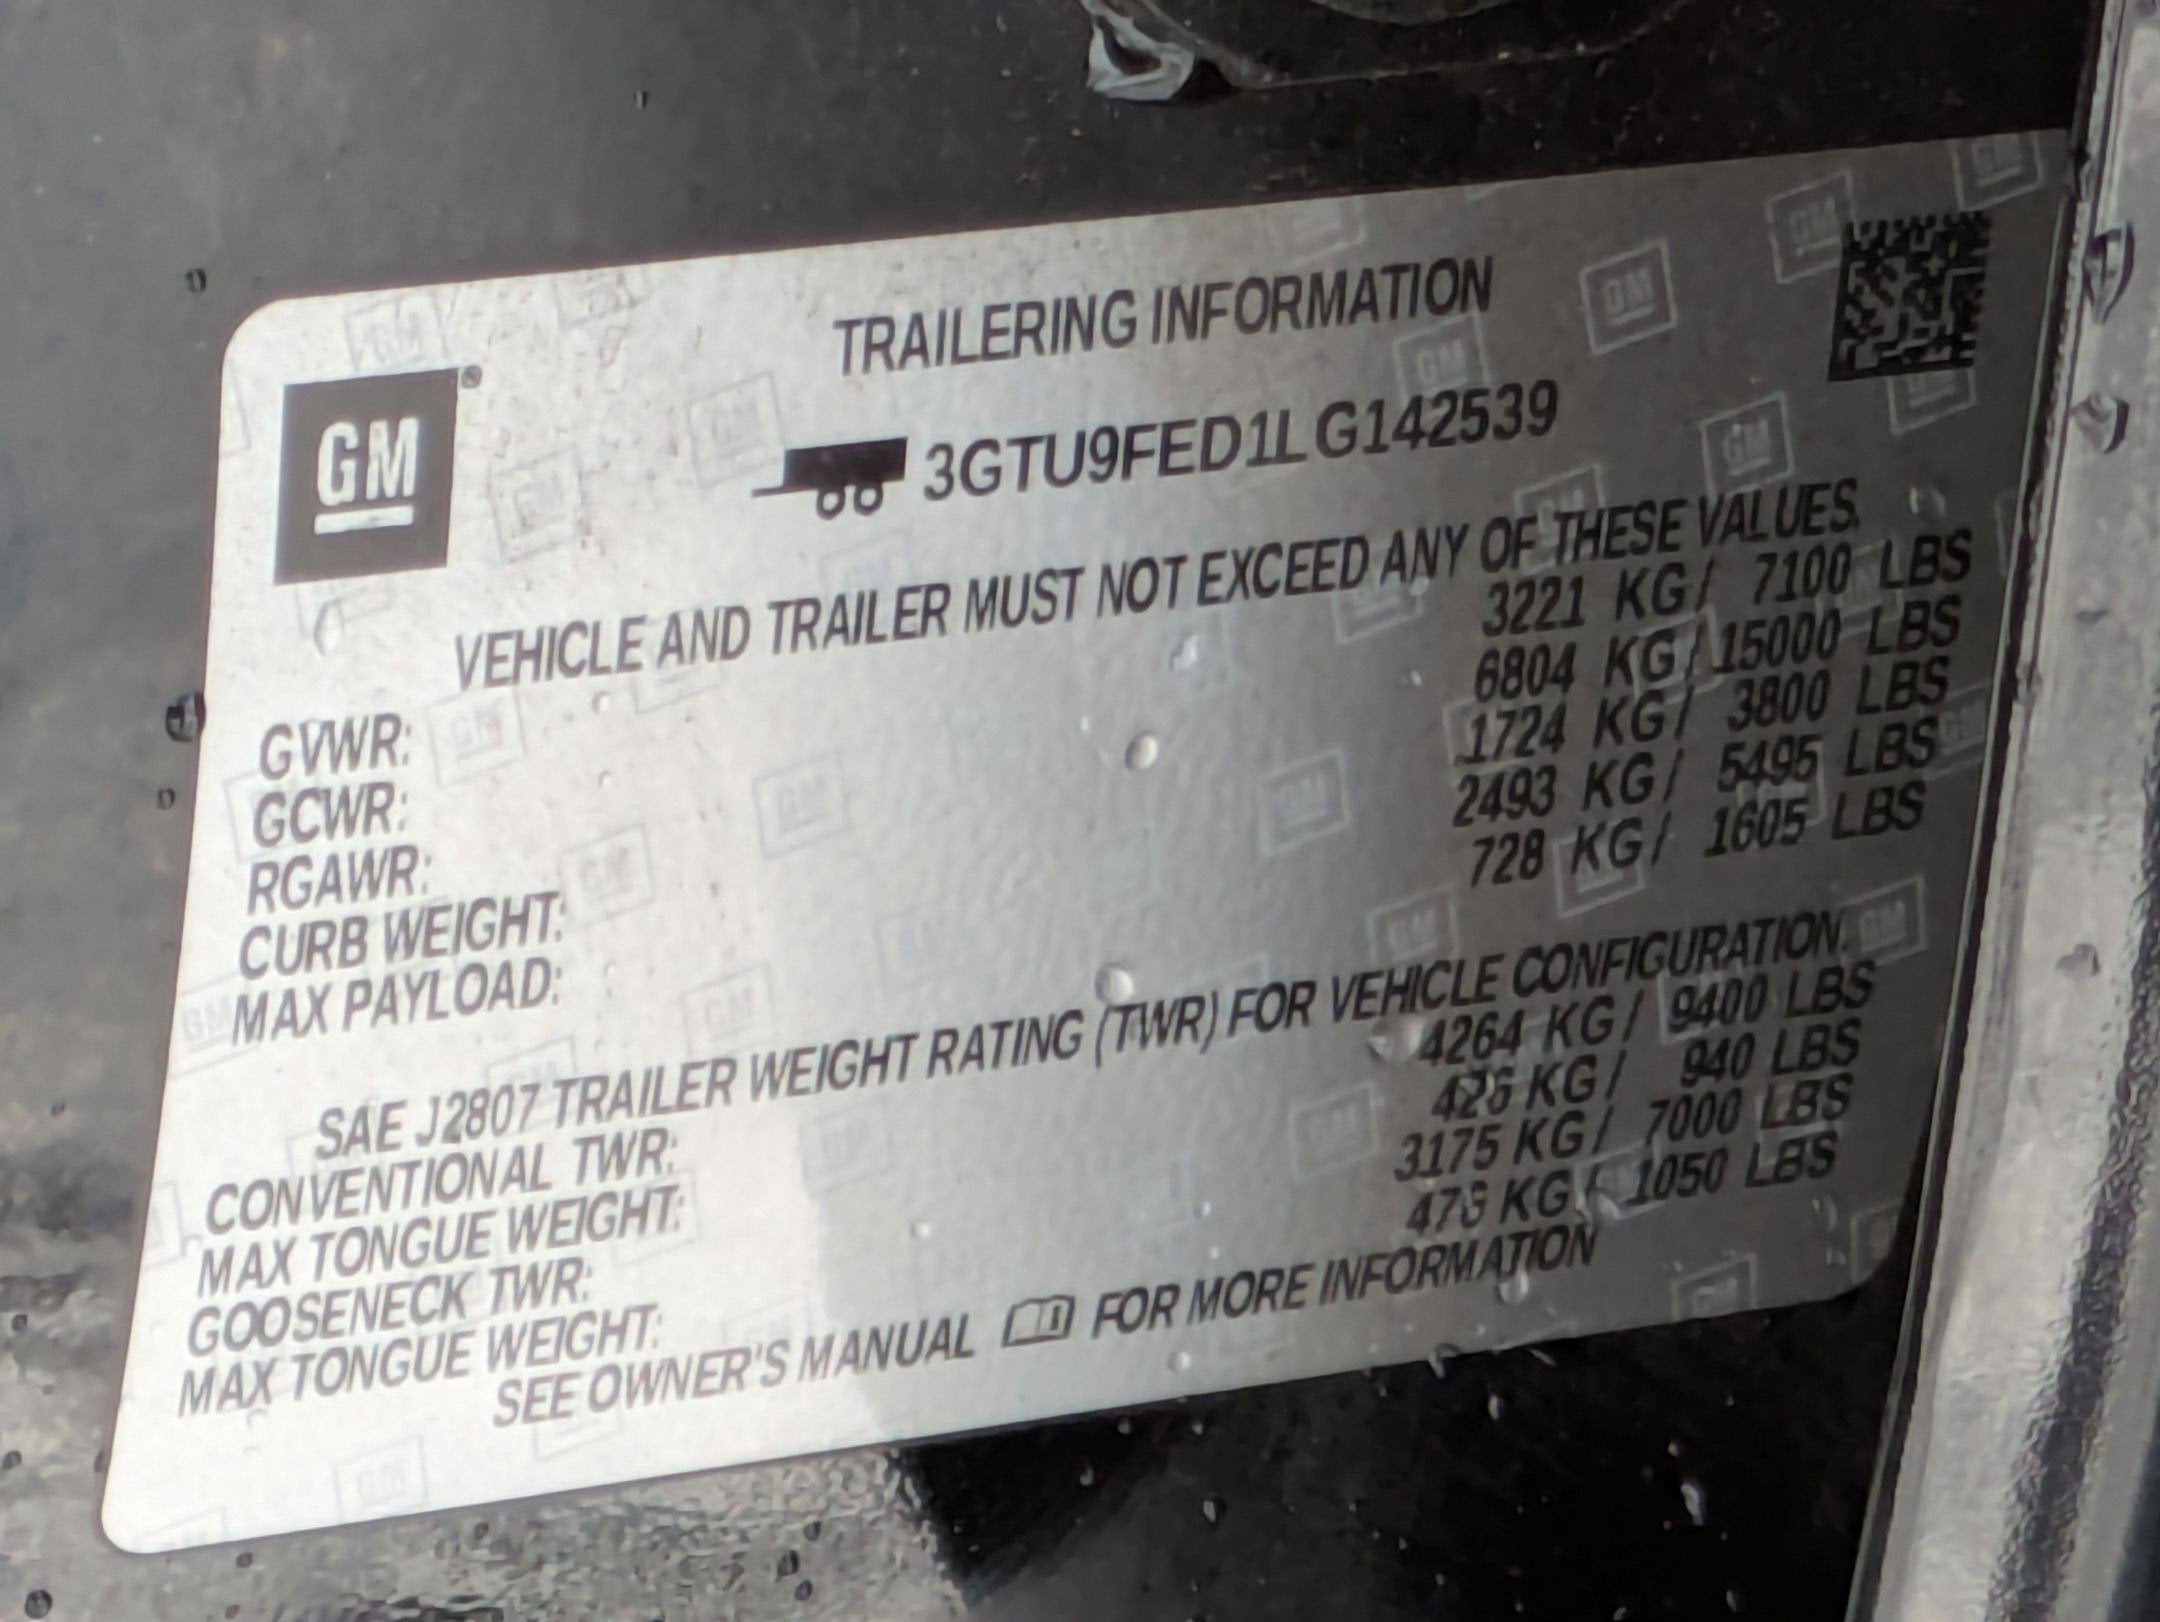 TRAILERING INFORMATION
GM
3GTU9FED1LG142539
VEHICLE AND TRAILER MUST NOT EXCEED ANY OF THESE VALUES.
GVWR: 3221 KG/ 7100 LBS
GCWR: 6804 KG/15000 LBS
RGAWR: 1724 KG/ 3800 LBS
CURB WEIGHT: 2493 KG/ 5495 LBS
MAX PAYLOAD: 728 KG/ 1605 LBS
SAE J2807 TRAILER WEIGHT RATING (TWR) FOR VEHICLE CONFIGURATION.
CONVENTIONAL TWR: 4264 KG/ 9400 LBS
MAX TONGUE WEIGHT: 426 KG/ 940 LBS
GOOSENECK TWR: 3175 KG/ 7000 LBS
MAX TONGUE WEIGHT: 476 KG/ 1050 LBS
SEE OWNER'S MANUAL FOR MORE INFORMATION